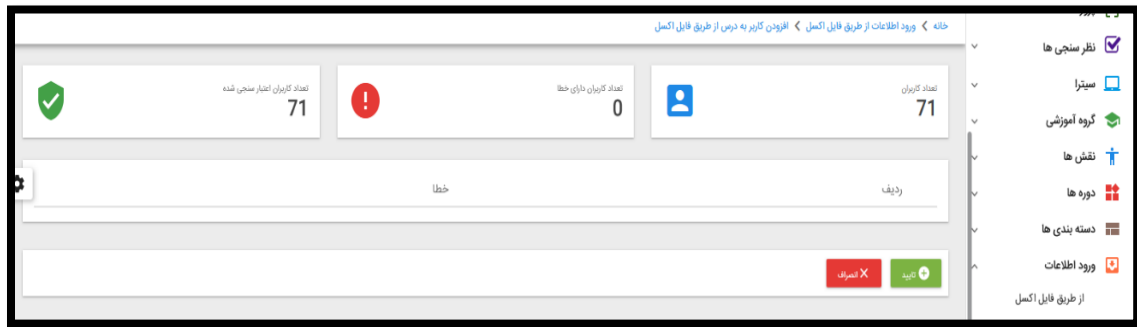 خانه ❯ ورود اطلاعات از طریق فایل اکسل ❯ افزودن کاربر به درس از طریق فایل اکسل
نظر سنجی ها
سیترا
گروه آموزشی
نقش ها
دوره ها
دسته بندی ها
ورود اطلاعات
از طریق فایل اکسل
تعداد کاربران
71
تعداد کاربران دارای خطا
0
تعداد کاربران اعتبار سنجی شده
71
ردیف خطا
تایید
انصراف